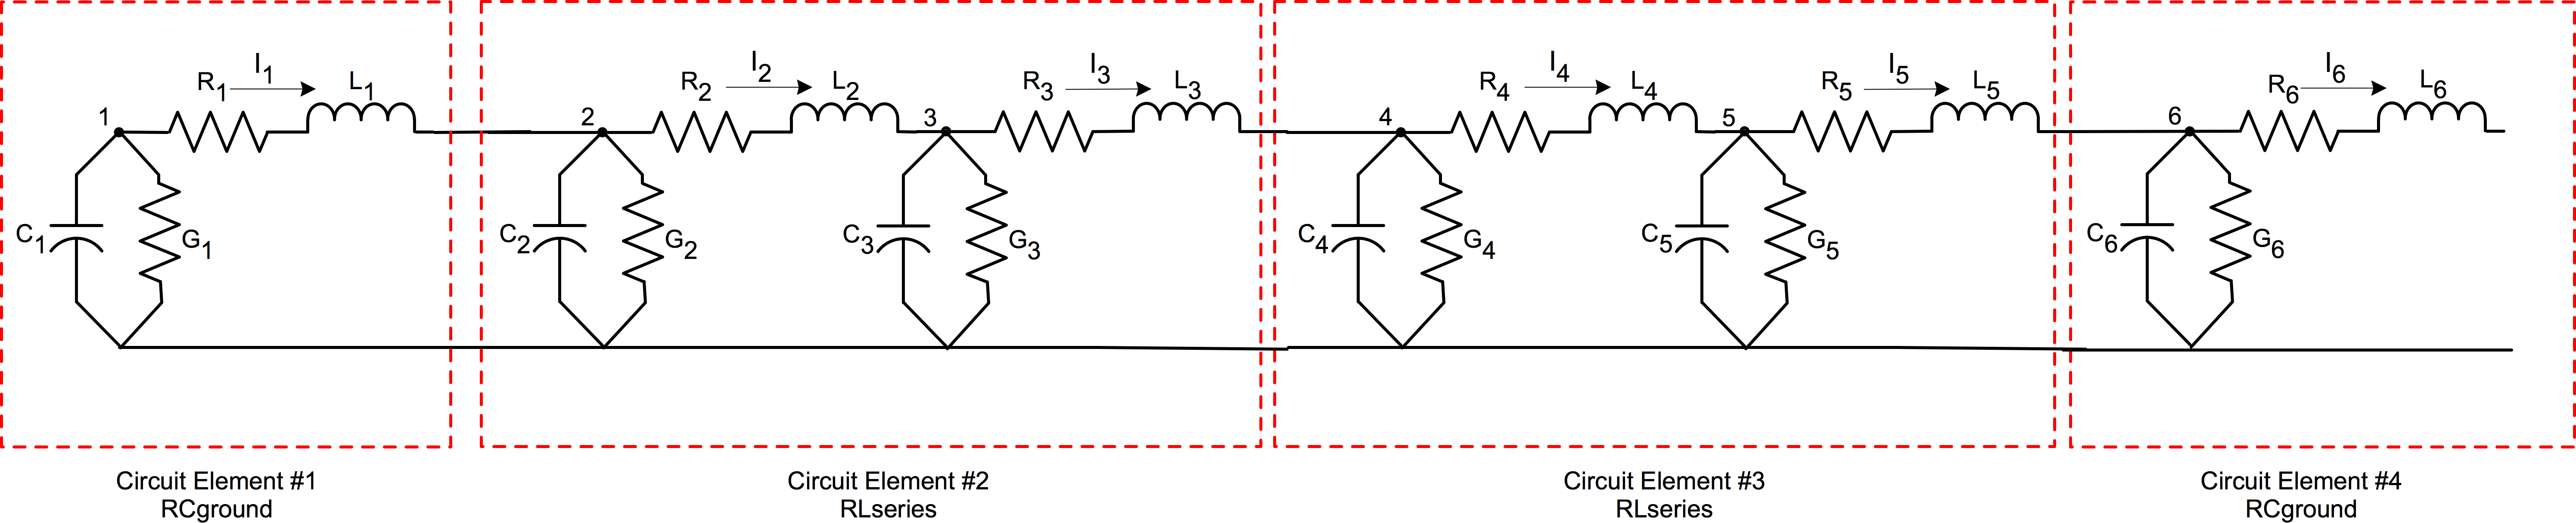 I1 I2 I3 I4 I5 I6
R1 L1 R2 L2 R3 L3 R4 L4 R5 L5 R6 L6
1 2 3 4 5 6
C1 G1 C2 G2 C3 G3 C4 G4 C5 G5 C6 G6
Circuit Element #1 Circuit Element #2 Circuit Element #3 Circuit Element #4
RCground RLseries RLseries RCground